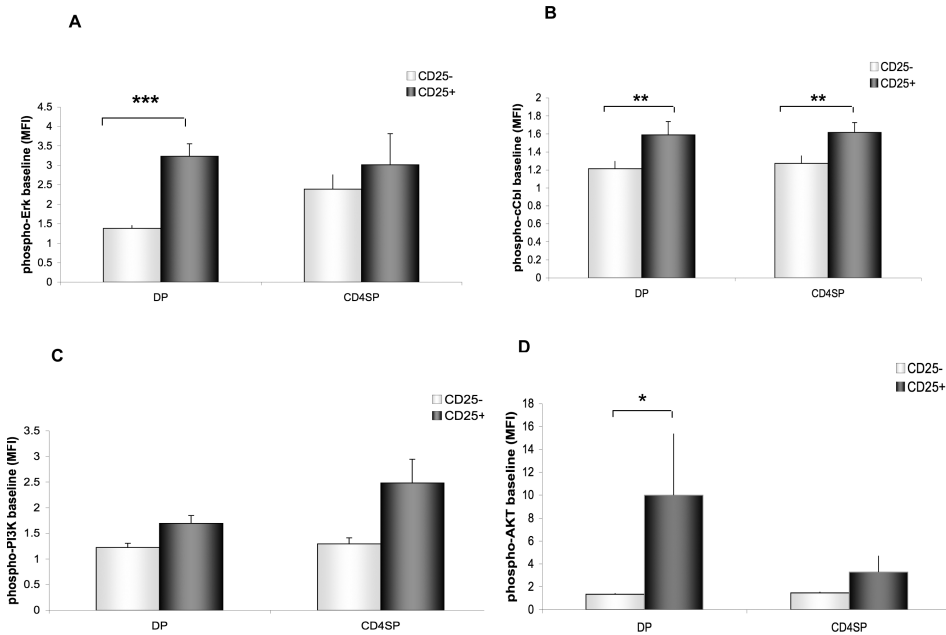 A
CD25-
CD25+
***
phospho-Erk baseline (MFI)
4.5
4
3.5
3
2.5
2
1.5
1
0.5
0
DP
CD4SP
B
CD25-
CD25+
**
**
phospho-cCbl baseline (MFI)
2
1.8
1.6
1.4
1.2
1
0.8
0.6
0.4
0.2
0
DP
CD4SP
C
CD25-
CD25+
phospho-PI3K baseline (MFI)
3.5
3
2.5
2
1.5
1
0.5
0
DP
CD4SP
D
CD25-
CD25+
*
phospho-AKT baseline (MFI)
18
16
14
12
10
8
6
4
2
0
DP
CD4SP